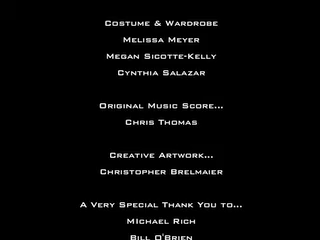 Costume & Wardrobe
Melissa Meyer
Megan Sicotte-Kelly
Cynthia Salazar
Original Music Score...
Chris Thomas
Creative Artwork...
Christopher Brelmaier
A Very Special Thank You to...
Michael Rich
Bill O'Brien